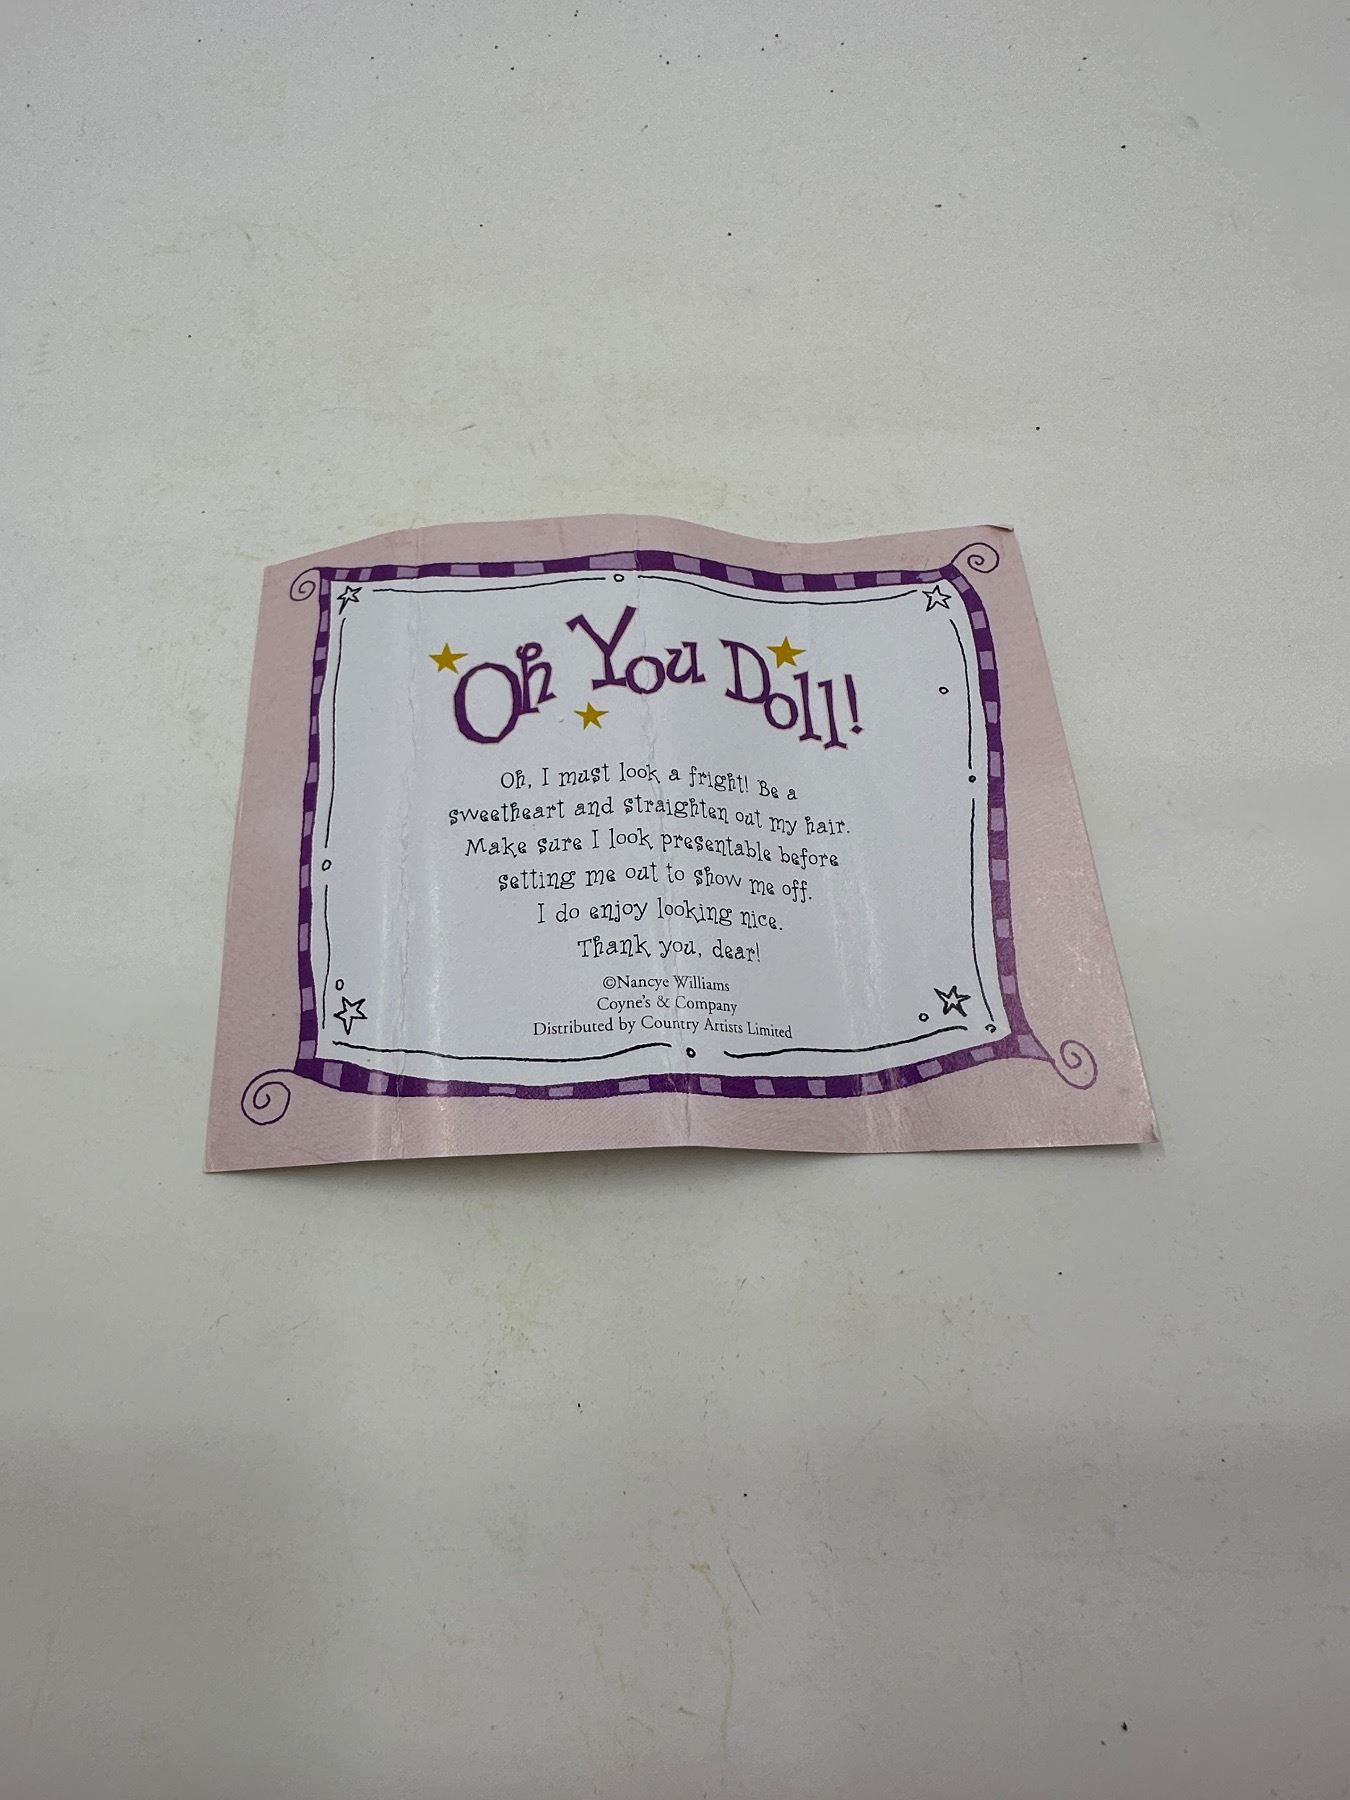 Oh You Doll!
Oh, I must look a fright! Be a
sweetheart and straighten out my hair.
Make sure I look presentable before
setting me out to show me off.
I do enjoy looking nice.
Thank you, dear!
©Nancye Williams
Coyne's & Company
Distributed by Country Artists Limited